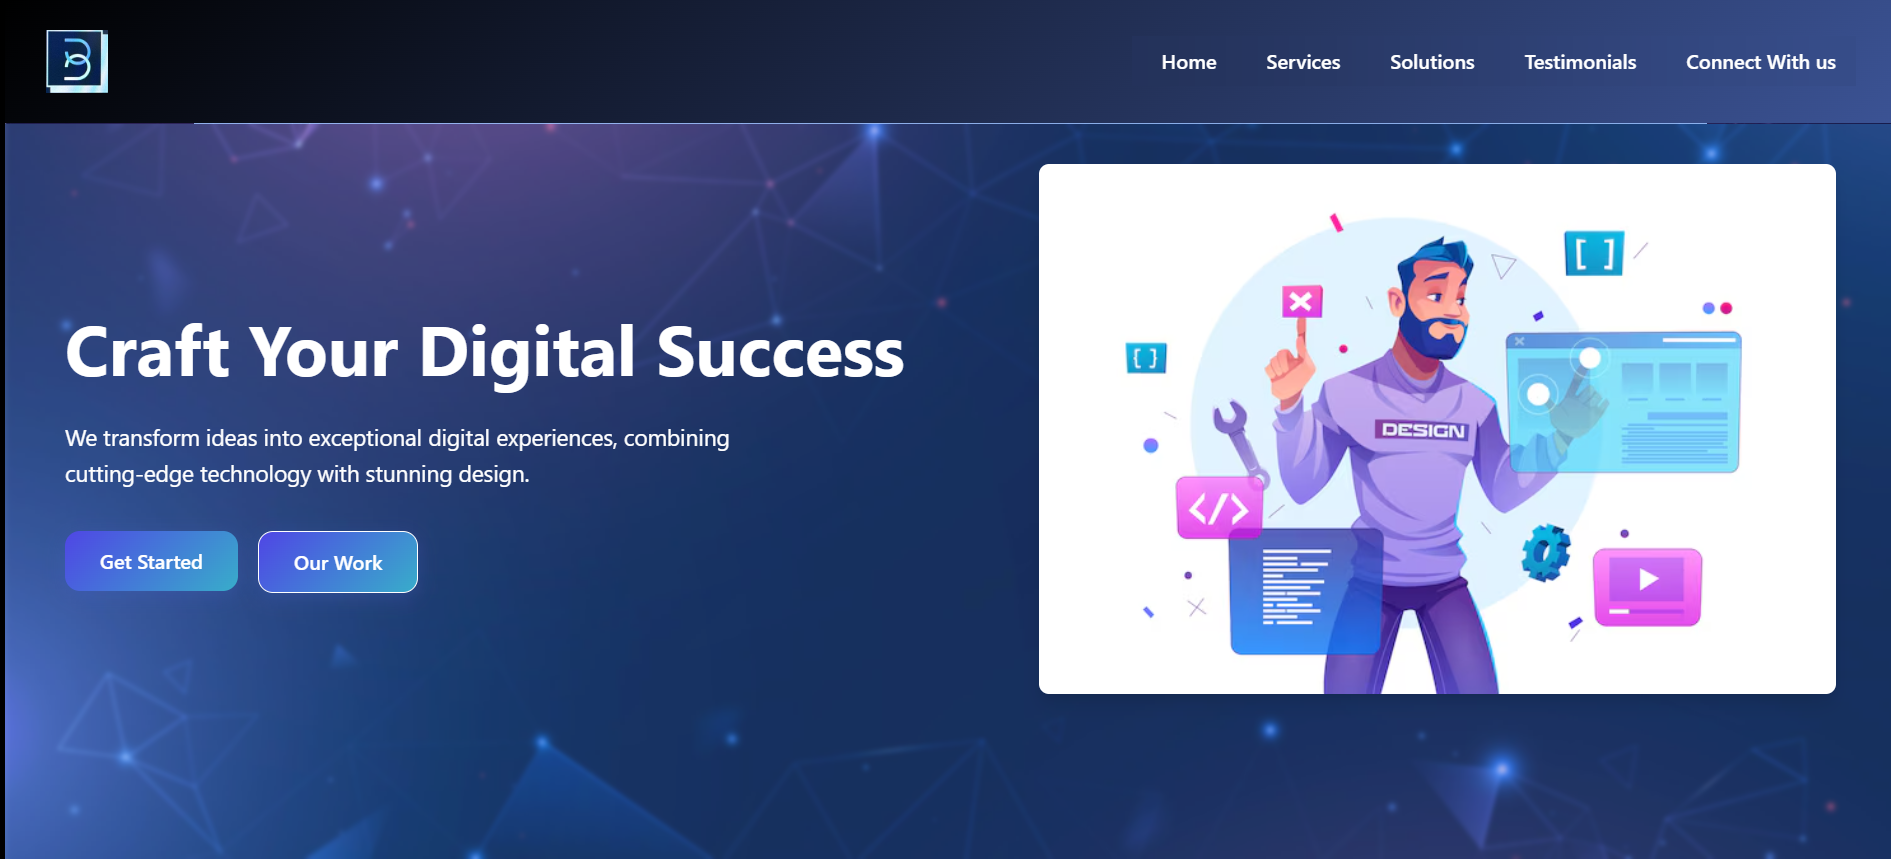 B
Home Services Solutions Testimonials Connect With us
Craft Your Digital Success
We transform ideas into exceptional digital experiences, combining
cutting-edge technology with stunning design.
Get Started Our Work
[ ]
{ }
DESIGN
</>